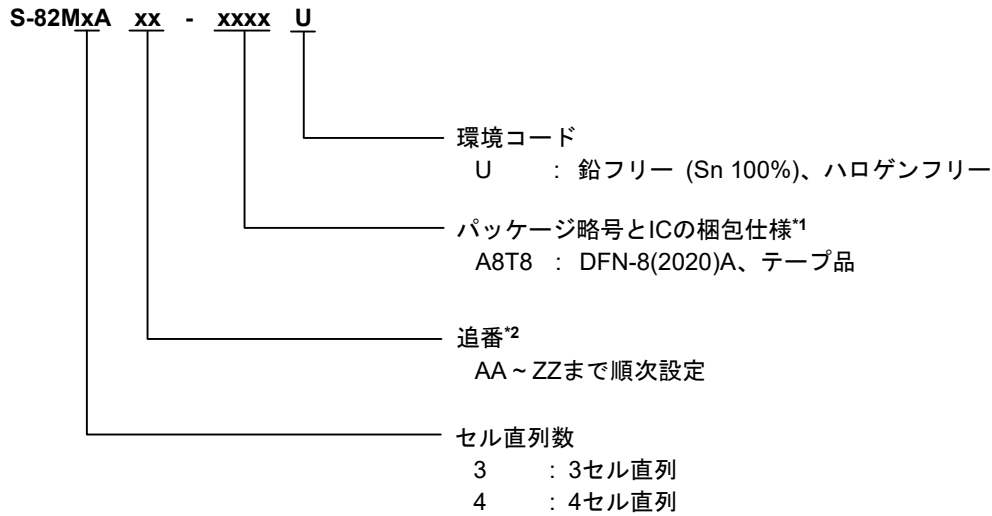 S-82MxA xx - xxxx U
環境コード
U : 鉛フリー (Sn 100%)、ハロゲンフリー
パッケージ略号とICの梱包仕様*1
A8T8 : DFN-8(2020)A、テープ品
追番*2
AA ~ ZZまで順次設定
セル直列数
3 : 3セル直列
4 : 4セル直列